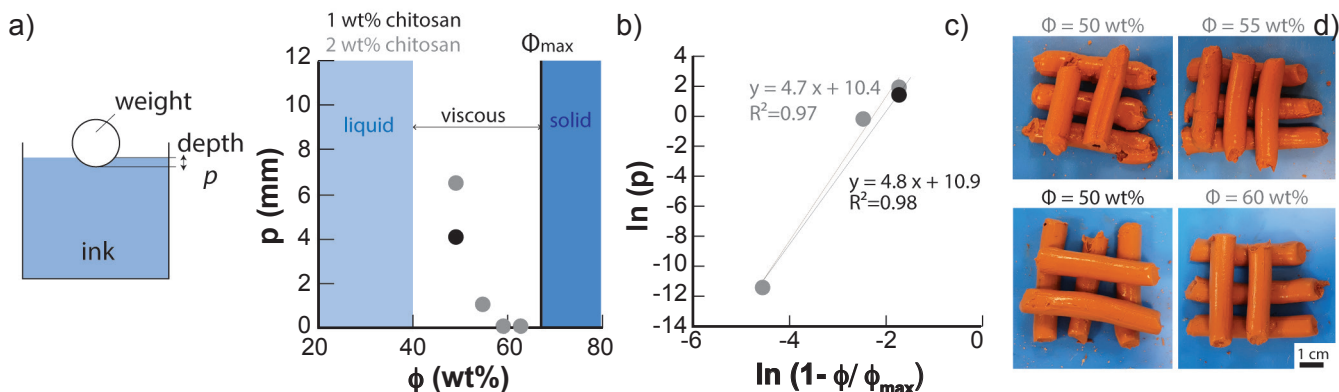 a)
weight
depth
p
ink
1 wt% chitosan
2 wt% chitosan
Φmax
12
10
8
6
4
2
0
p (mm)
liquid
viscous
solid
20
40
60
80
ϕ (wt%)
b)
4
2
0
-2
-4
-6
-8
-10
-12
-14
ln (p)
y = 4.7 x + 10.4
R²=0.97
y = 4.8 x + 10.9
R²=0.98
-6
-4
-2
0
ln (1- ϕ/ ϕmax)
c)
Φ = 50 wt%
Φ = 55 wt%
d)
Φ = 50 wt%
Φ = 60 wt%
1 cm